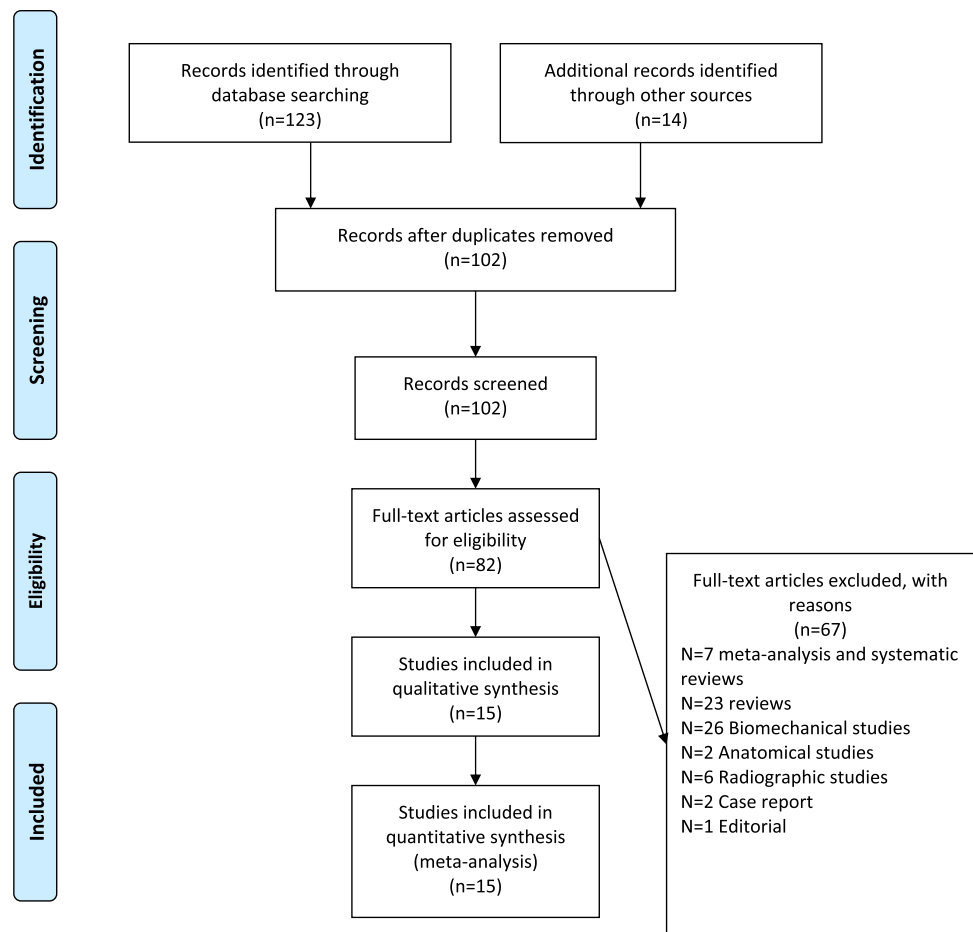 Identification
Records identified through
database searching
(n=123)
Additional records identified
through other sources
(n=14)
Records after duplicates removed
(n=102)
Screening
Records screened
(n=102)
Eligibility
Full-text articles assessed
for eligibility
(n=82)
Full-text articles excluded, with
reasons
(n=67)
N=7 meta-analysis and systematic
reviews
N=23 reviews
N=26 Biomechanical studies
N=2 Anatomical studies
N=6 Radiographic studies
N=2 Case report
N=1 Editorial
Studies included in
qualitative synthesis
(n=15)
Included
Studies included in
quantitative synthesis
(meta-analysis)
(n=15)